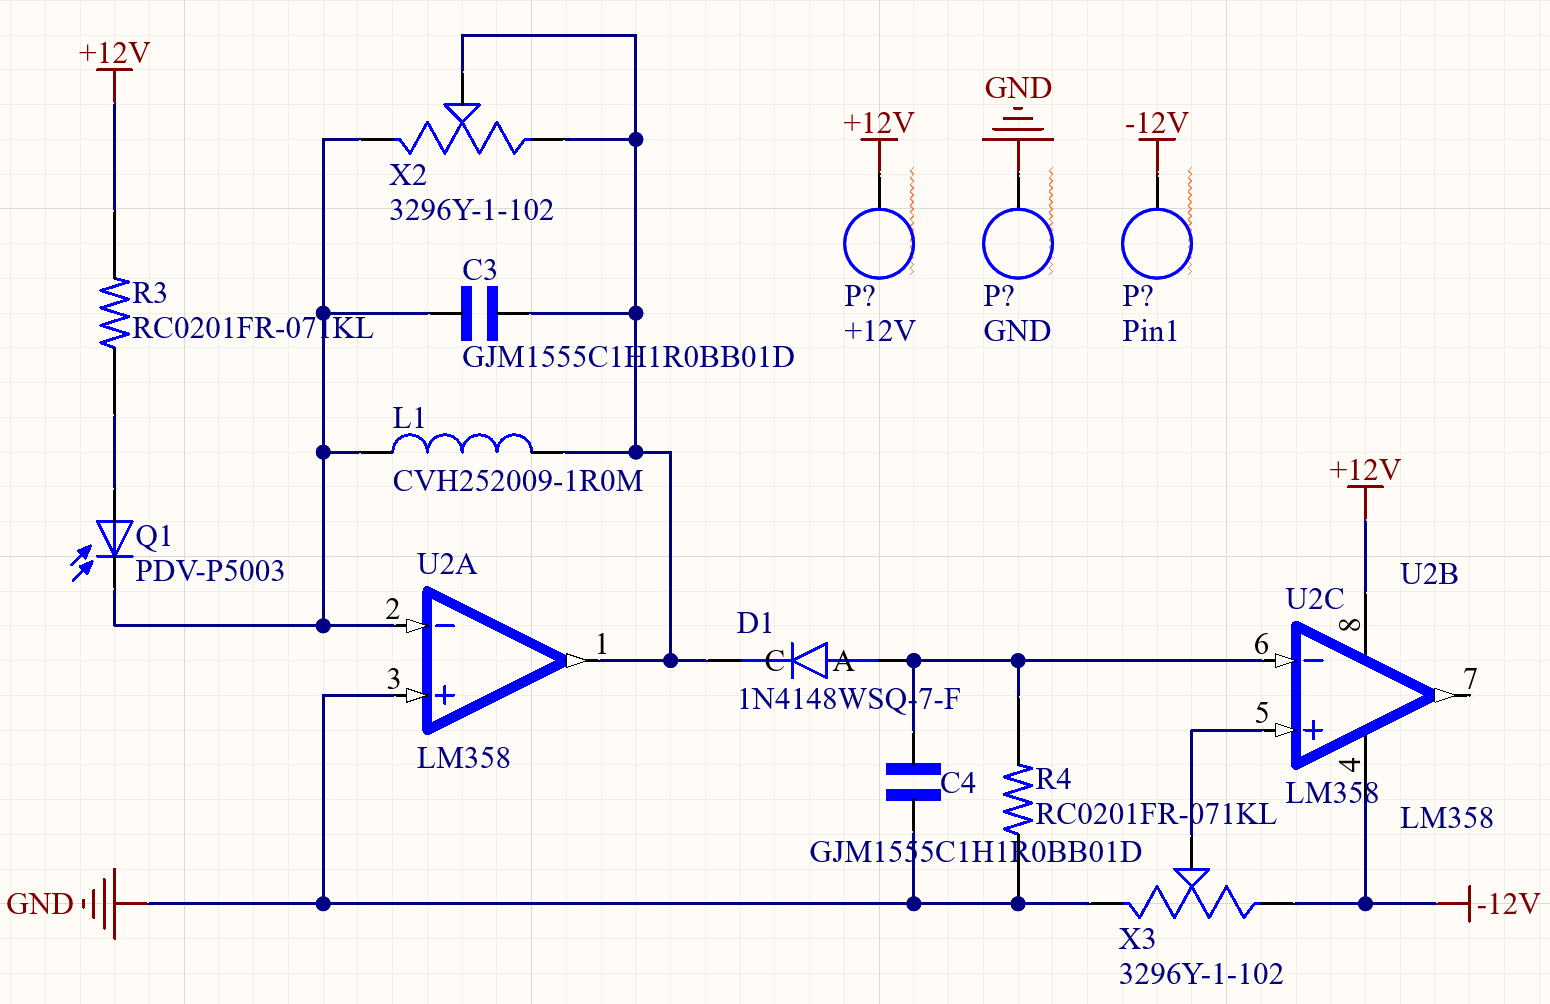 +12V
GND
+12V
-12V
X2
3296Y-1-102
C3
R3
RC0201FR-071KL
P?
P?
P?
+12V
GND
Pin1
GJM1555C1H1R0BB01D
L1
CVH252009-1R0M
+12V
Q1
PDV-P5003
U2A
U2B
U2C
2
8
D1
1
6
C
A
3
7
1N4148WSQ-7-F
5
LM358
4
C4
R4
LM358
RC0201FR-071KL
LM358
GJM1555C1H1R0BB01D
GND
-12V
X3
3296Y-1-102